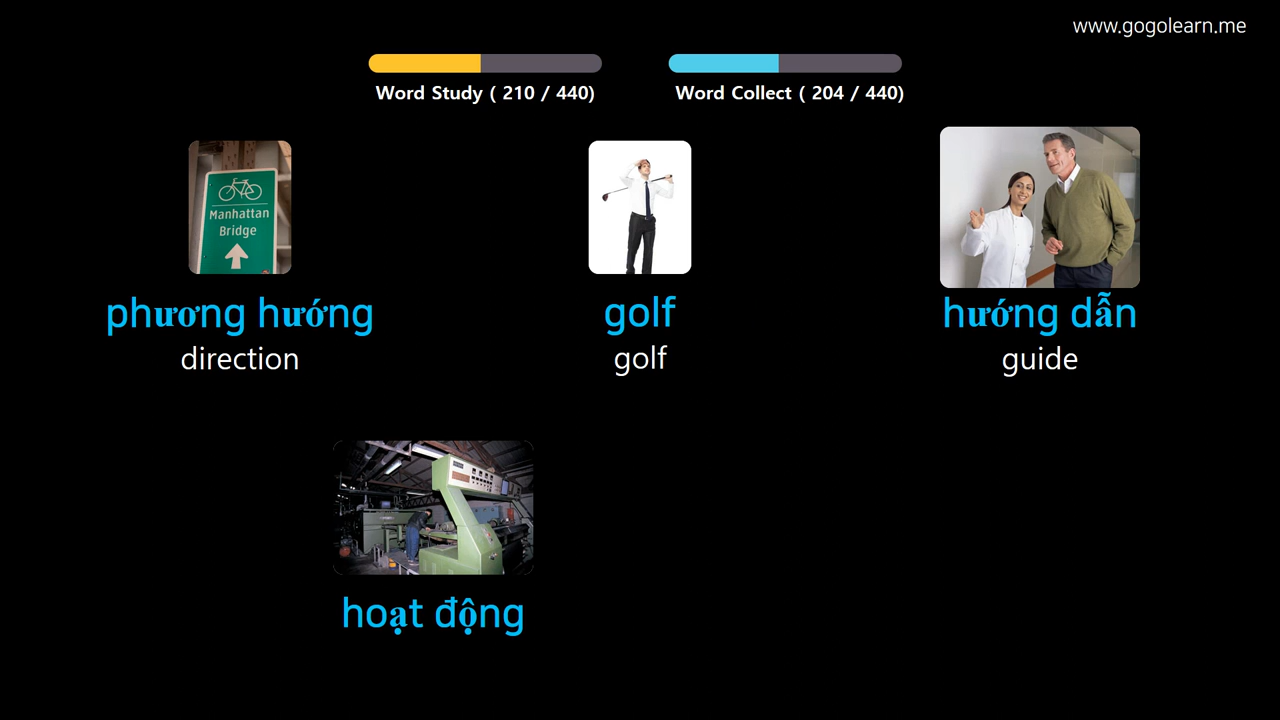 www.gogolearn.me
Word Study ( 210 / 440)
Word Collect ( 204 / 440)
Manhattan
Bridge
phương hướng
golf
hướng dẫn
direction
golf
guide
hoạt động